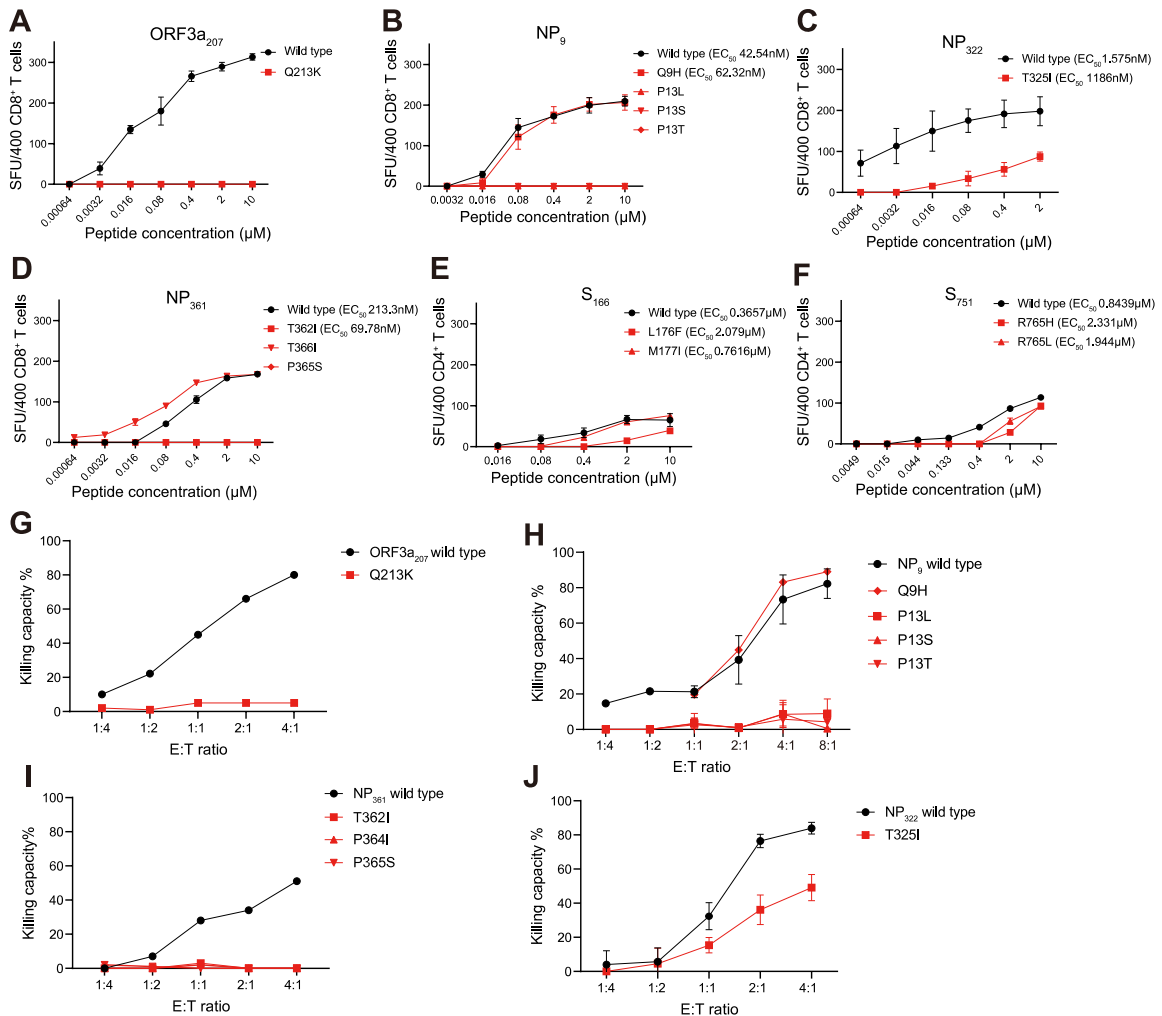 A
ORF3a207
Wild type
Q213K
SFU/400 CD8+ T cells
300
200
100
0
0.00064
0.0032
0.016
0.08
0.4
2
10
Peptide concentration (µM)
B
NP9
Wild type (EC50 42.54nM)
Q9H (EC50 62.32nM)
P13L
P13S
P13T
SFU/400 CD8+ T cells
300
200
100
0
0.0032
0.016
0.08
0.4
2
10
Peptide concentration (µM)
C
NP322
Wild type (EC50 1.575nM)
T325I (EC50 1186nM)
SFU/400 CD8+ T cells
300
200
100
0
0.00064
0.0032
0.016
0.08
0.4
2
Peptide concentration (µM)
D
NP361
Wild type (EC50 213.3nM)
T362I (EC50 69.78nM)
T366I
P365S
SFU/400 CD8+ T cells
300
200
100
0
0.00064
0.0032
0.016
0.08
0.4
2
10
Peptide concentration (µM)
E
S166
Wild type (EC50 0.3657µM)
L176F (EC50 2.079µM)
M177I (EC50 0.7616µM)
SFU/400 CD4+ T cells
300
200
100
0
0.016
0.08
0.4
2
10
Peptide concentration (µM)
F
S751
Wild type (EC50 0.8439µM)
R765H (EC50 2.331µM)
R765L (EC50 1.944µM)
SFU/400 CD4+ T cells
300
200
100
0
0.0049
0.015
0.044
0.133
0.4
2
10
Peptide concentration (µM)
G
ORF3a207 wild type
Q213K
Killing capacity %
100
80
60
40
20
0
1:4
1:2
1:1
2:1
4:1
E:T ratio
H
NP9 wild type
Q9H
P13L
P13S
P13T
Killing capacity %
100
80
60
40
20
0
1:4
1:2
1:1
2:1
4:1
8:1
E:T ratio
I
NP361 wild type
T362I
P364I
P365S
Killing capacity%
100
80
60
40
20
0
1:4
1:2
1:1
2:1
4:1
E:T ratio
J
NP322 wild type
T325I
Killing capacity %
100
80
60
40
20
0
1:4
1:2
1:1
2:1
4:1
E:T ratio